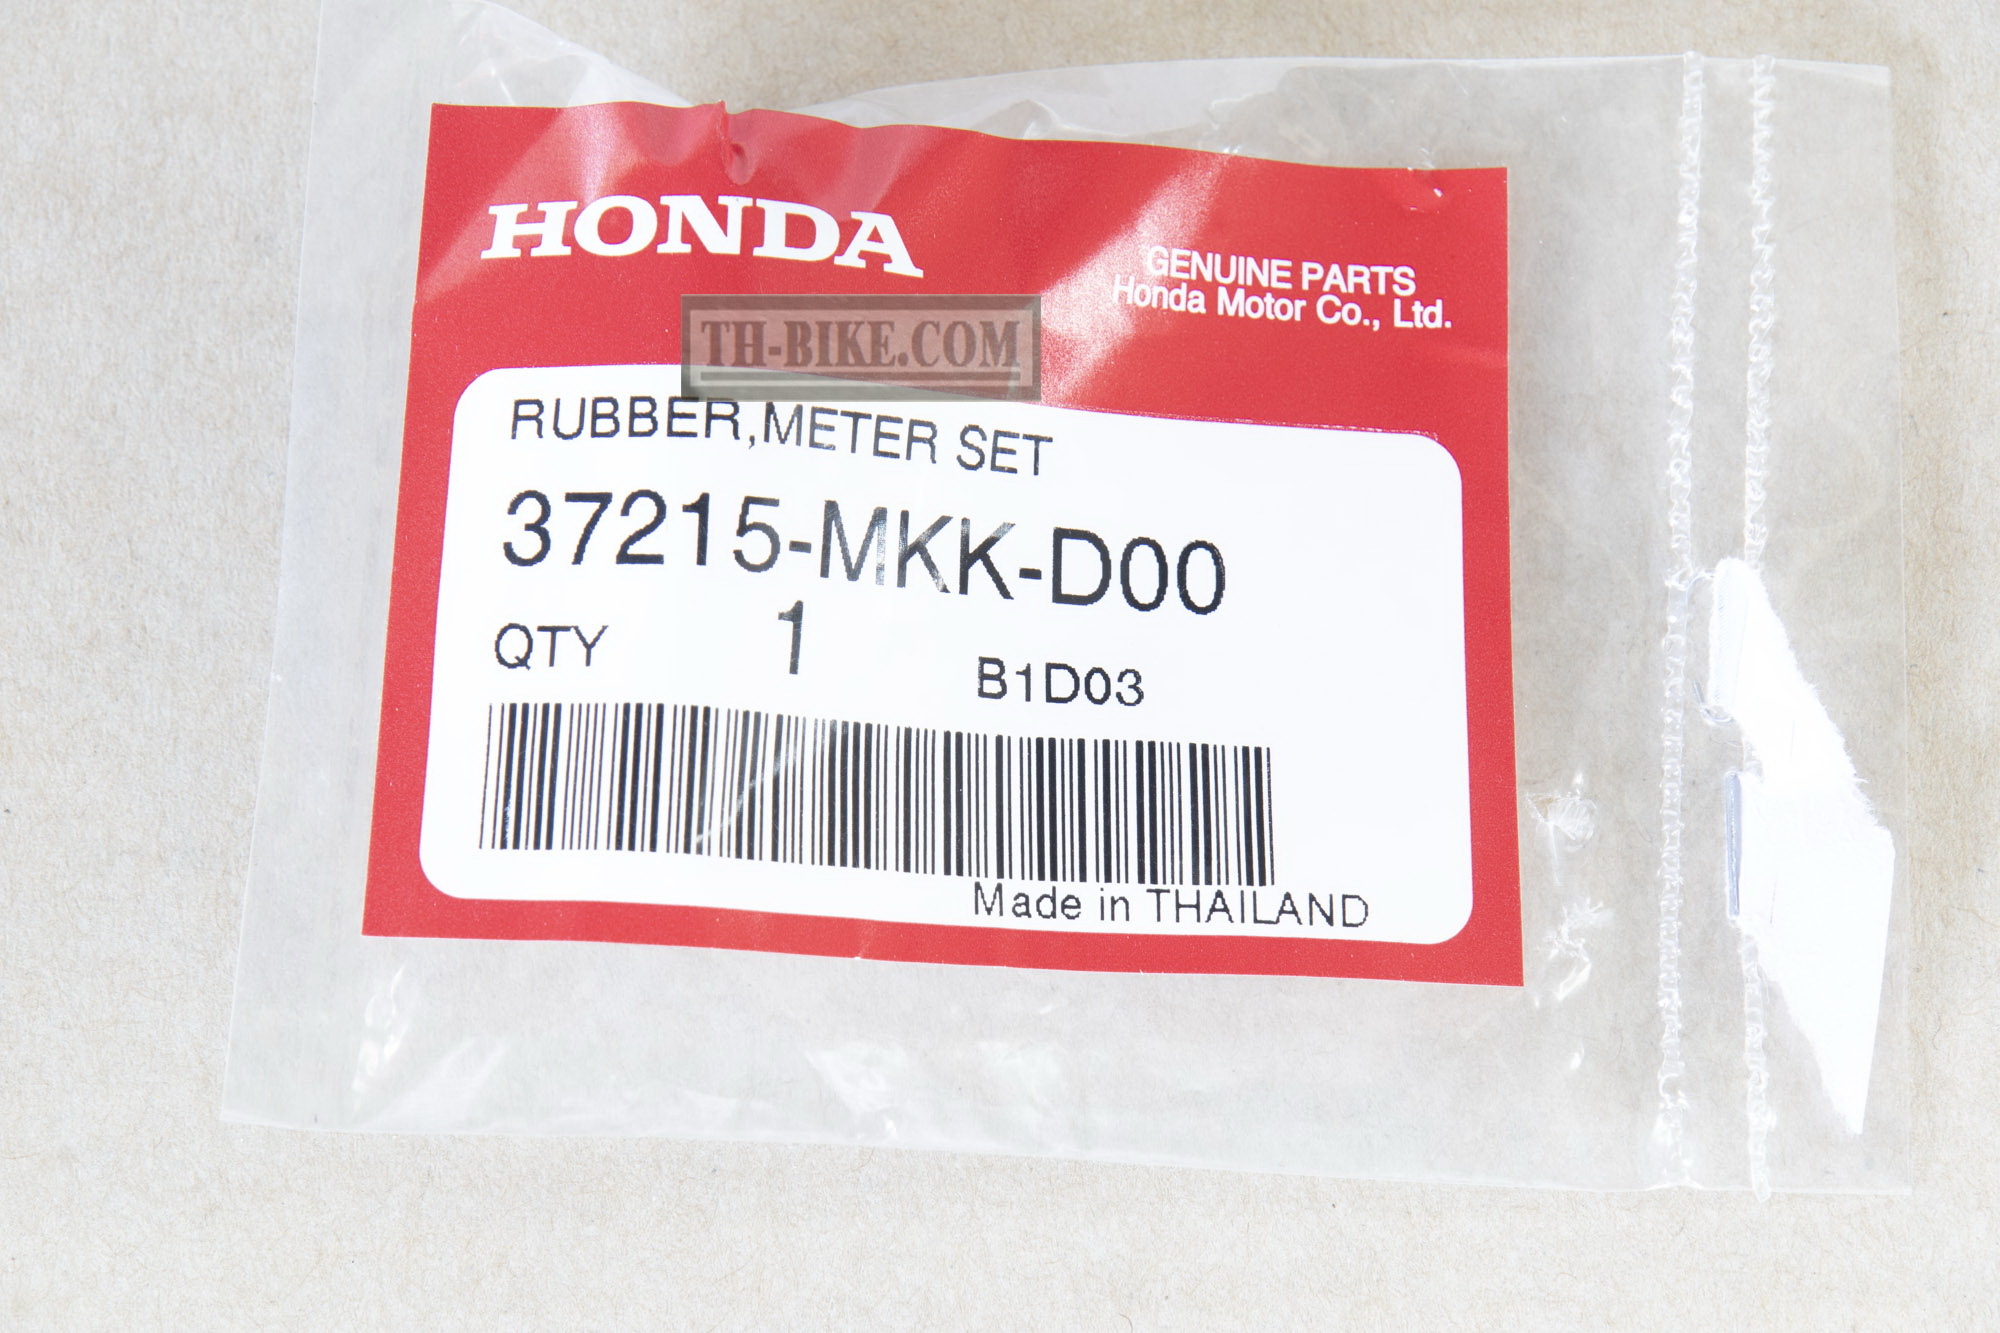 HONDA
GENUINE PARTS
Honda Motor Co., Ltd.
TH-BIKE.COM
RUBBER,METER SET
37215-MKK-D00
QTY 1 B1D03
Made in THAILAND